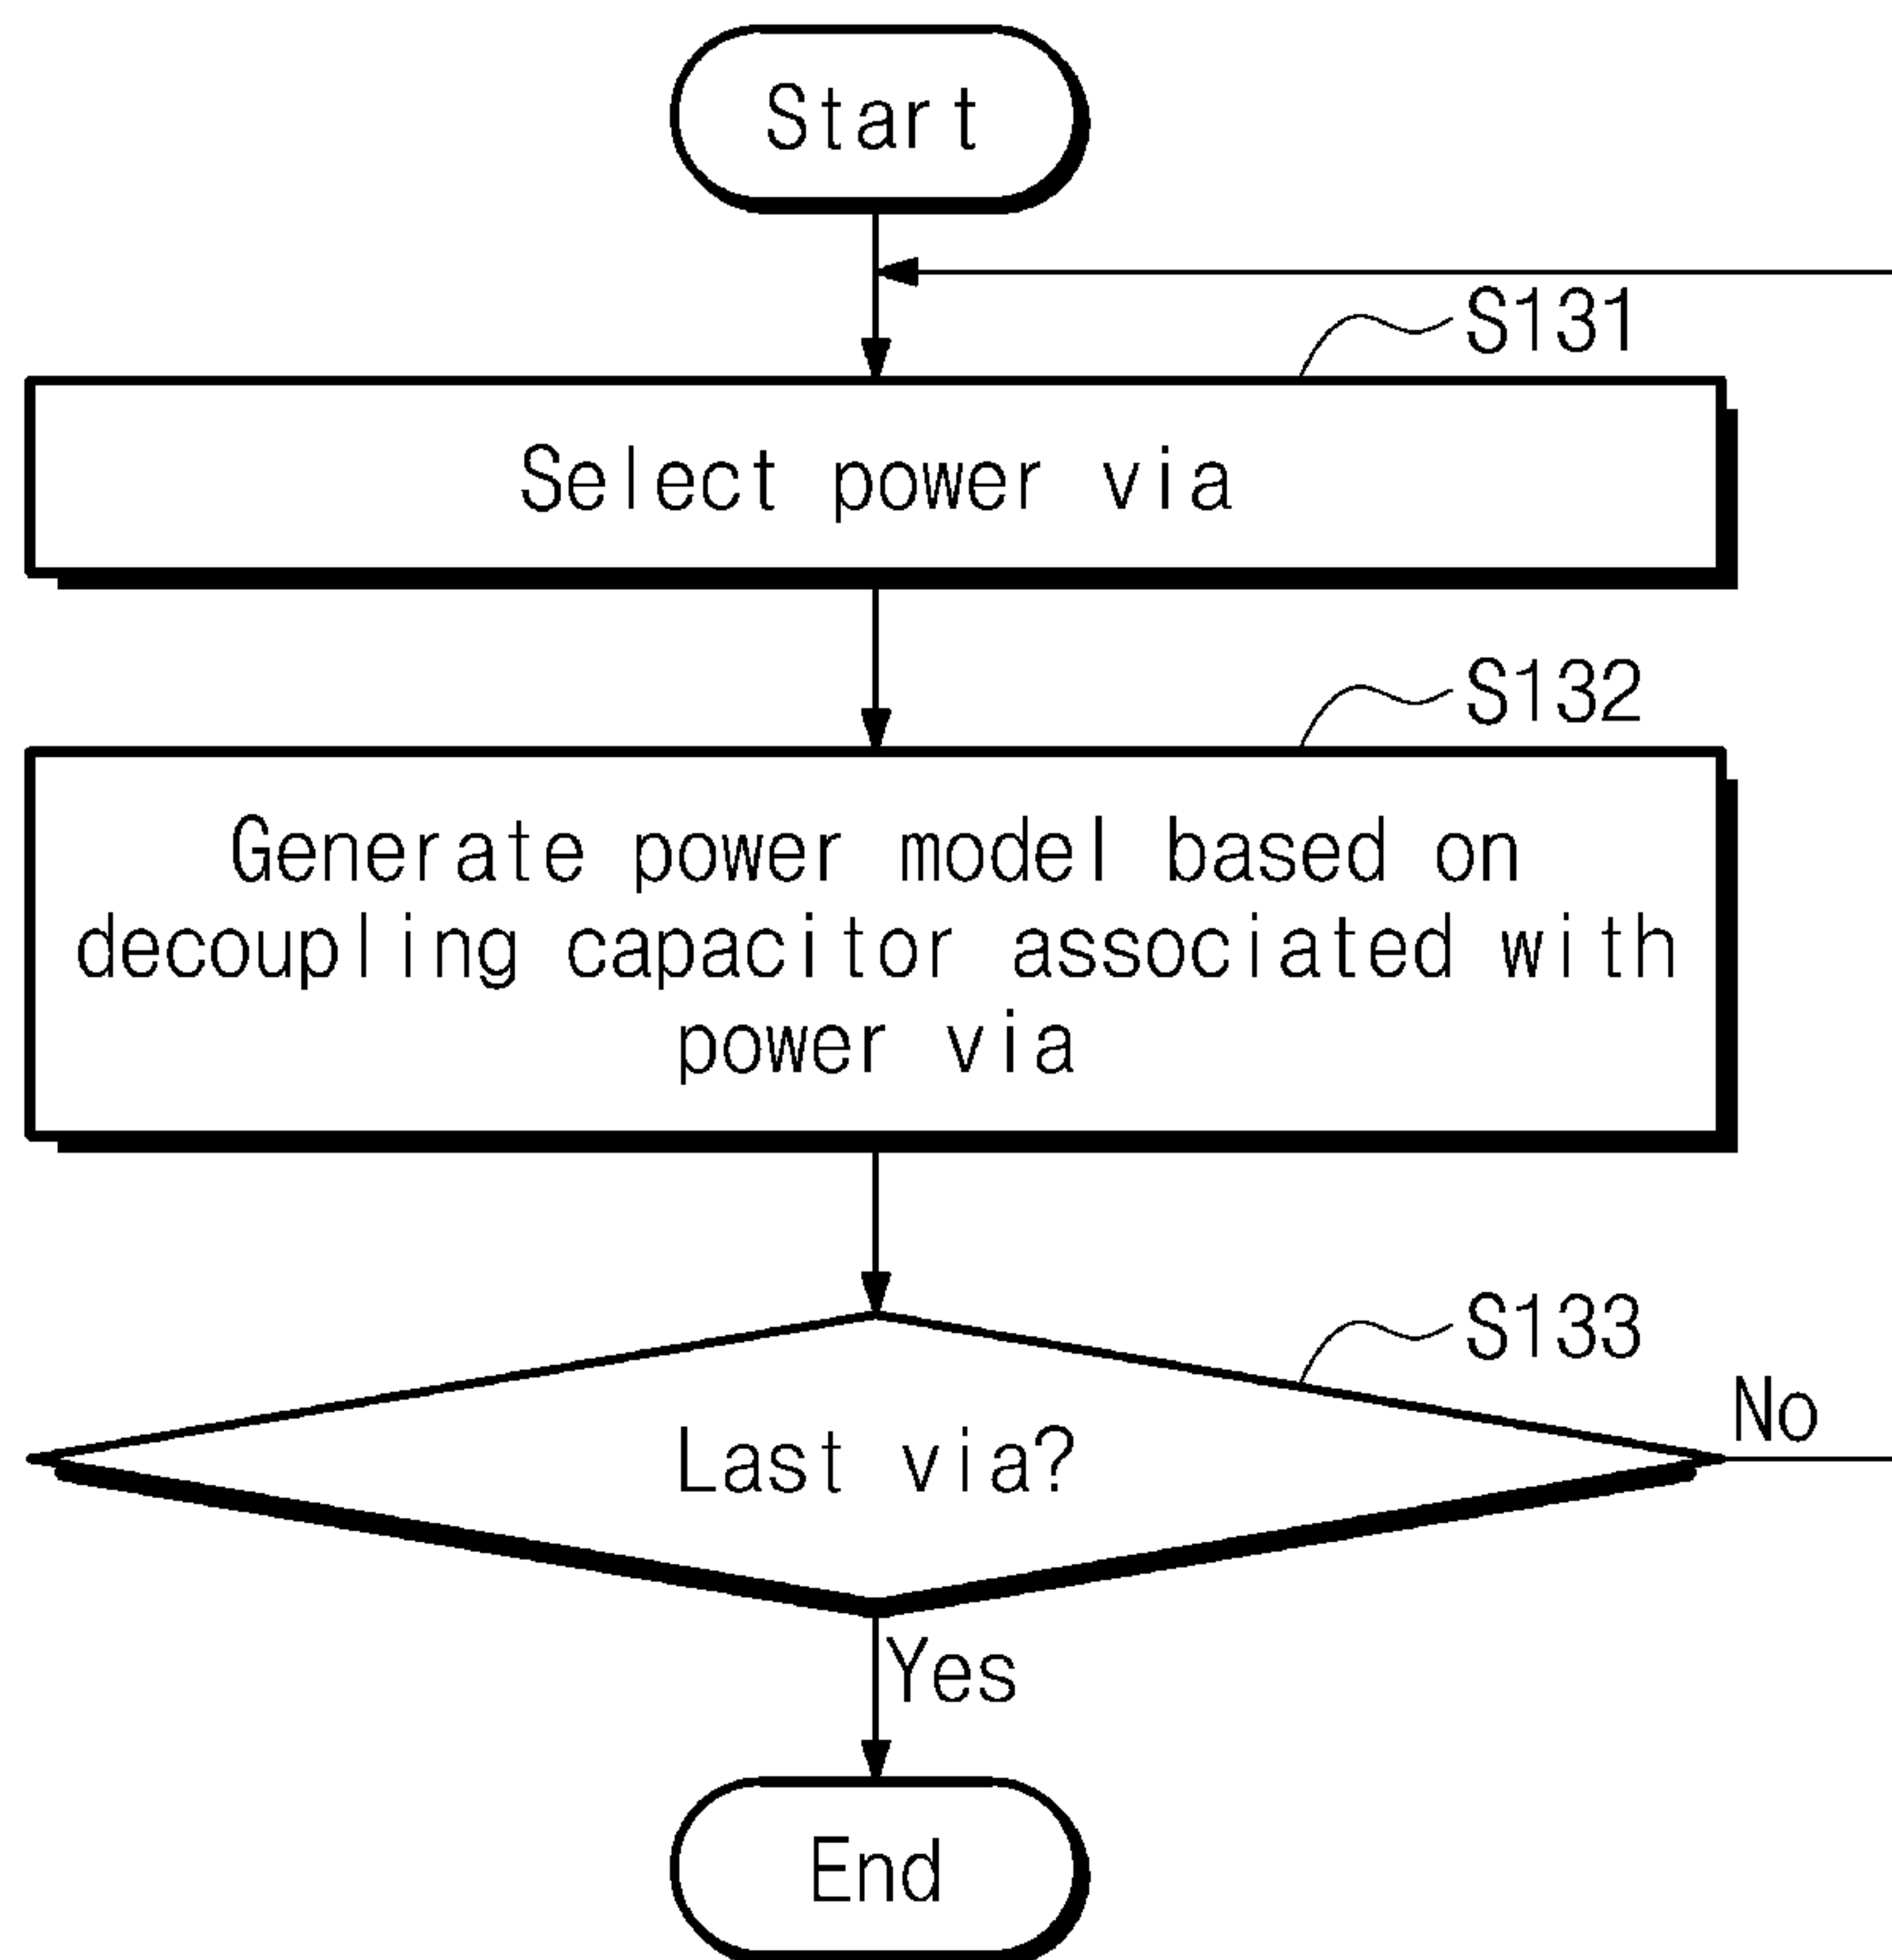 Start
S131
Select power via
S132
Generate power model based on
decoupling capacitor associated with
power via
S133
Last via?
No
Yes
End